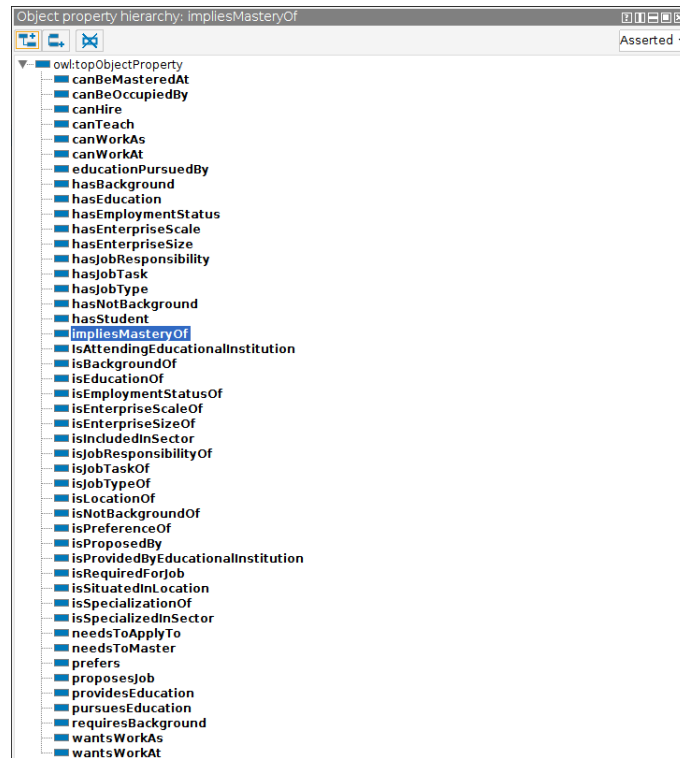 Object property hierarchy: impliesMasteryOf
Asserted
owl:topObjectProperty
canBeMasteredAt
canBeOccupiedBy
canHire
canTeach
canWorkAs
canWorkAt
educationPursuedBy
hasBackground
hasEducation
hasEmploymentStatus
hasEnterpriseScale
hasEnterpriseSize
hasJobResponsibility
hasJobTask
hasJobType
hasNotBackground
hasStudent
impliesMasteryOf
IsAttendingEducationalInstitution
isBackgroundOf
isEducationOf
isEmploymentStatusOf
isEnterpriseScaleOf
isEnterpriseSizeOf
isIncludedInSector
isJobResponsibilityOf
isJobTaskOf
isJobTypeOf
isLocationOf
isNotBackgroundOf
isPreferenceOf
isProposedBy
isProvidedByEducationalInstitution
isRequiredForJob
isSituatedInLocation
isSpecializationOf
isSpecializedInSector
needsToApplyTo
needsToMaster
prefers
proposesJob
providesEducation
pursuesEducation
requiresBackground
wantsWorkAs
wantsWorkAt